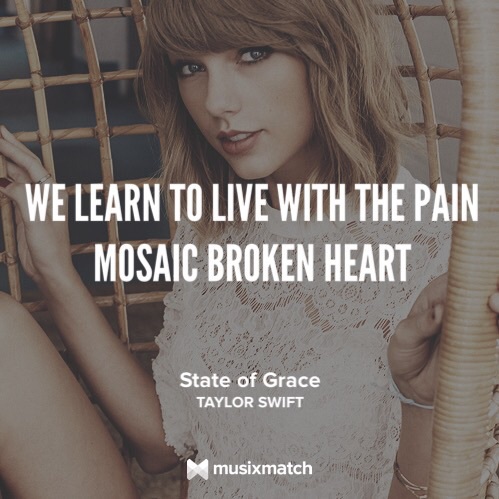 WE LEARN TO LIVE WITH THE PAIN
MOSAIC BROKEN HEART
State of Grace
TAYLOR SWIFT
musixmatch